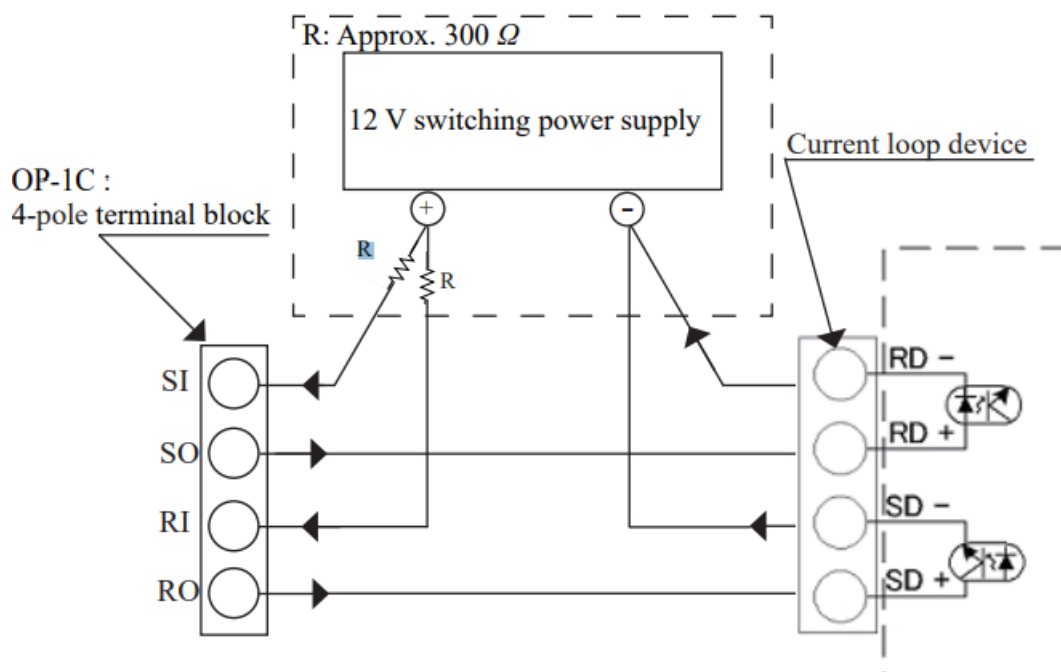 R: Approx. 300 Ω
12 V switching power supply
Current loop device
OP-1C :
4-pole terminal block
+
-
R
R
SI
SO
RI
RO
RD −
RD +
SD −
SD +